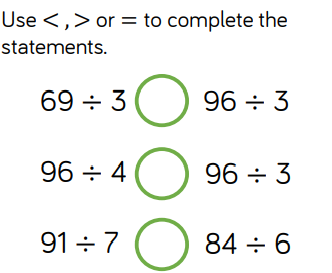 Use <, > or = to complete the
statements.
69 ÷ 3 96 ÷ 3
96 ÷ 4 96 ÷ 3
91 ÷ 7 84 ÷ 6